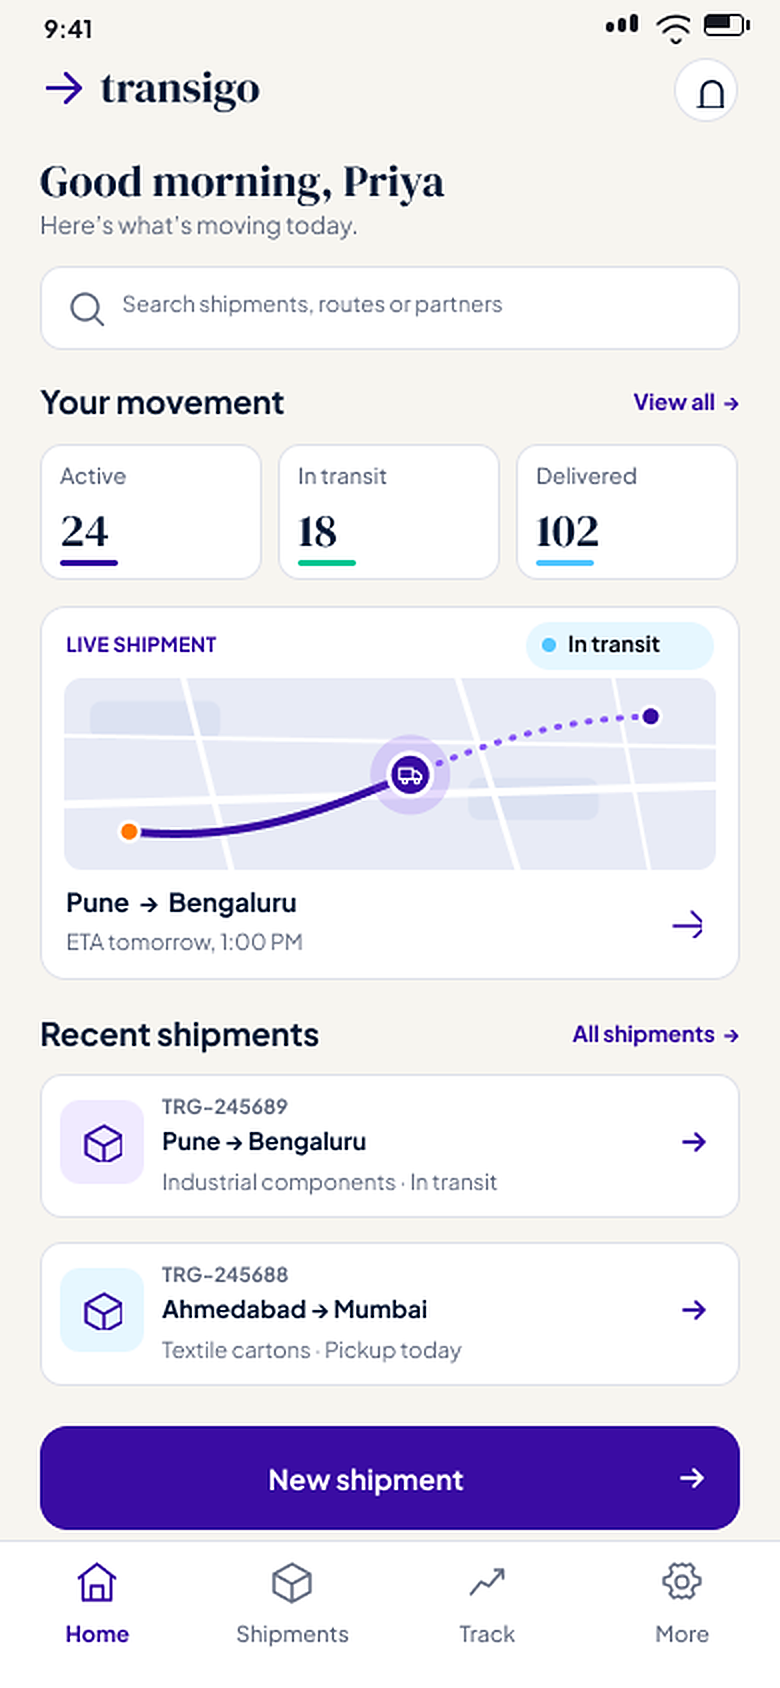 9:41
transigo
Good morning, Priya
Here's what's moving today.
Search shipments, routes or partners
Your movement
View all →
Active
In transit
Delivered
24
18
102
LIVE SHIPMENT
In transit
Pune → Bengaluru
ETA tomorrow, 1:00 PM
Recent shipments
All shipments →
TRG-245689
Pune → Bengaluru
Industrial components · In transit
TRG-245688
Ahmedabad → Mumbai
Textile cartons · Pickup today
New shipment
Home
Shipments
Track
More